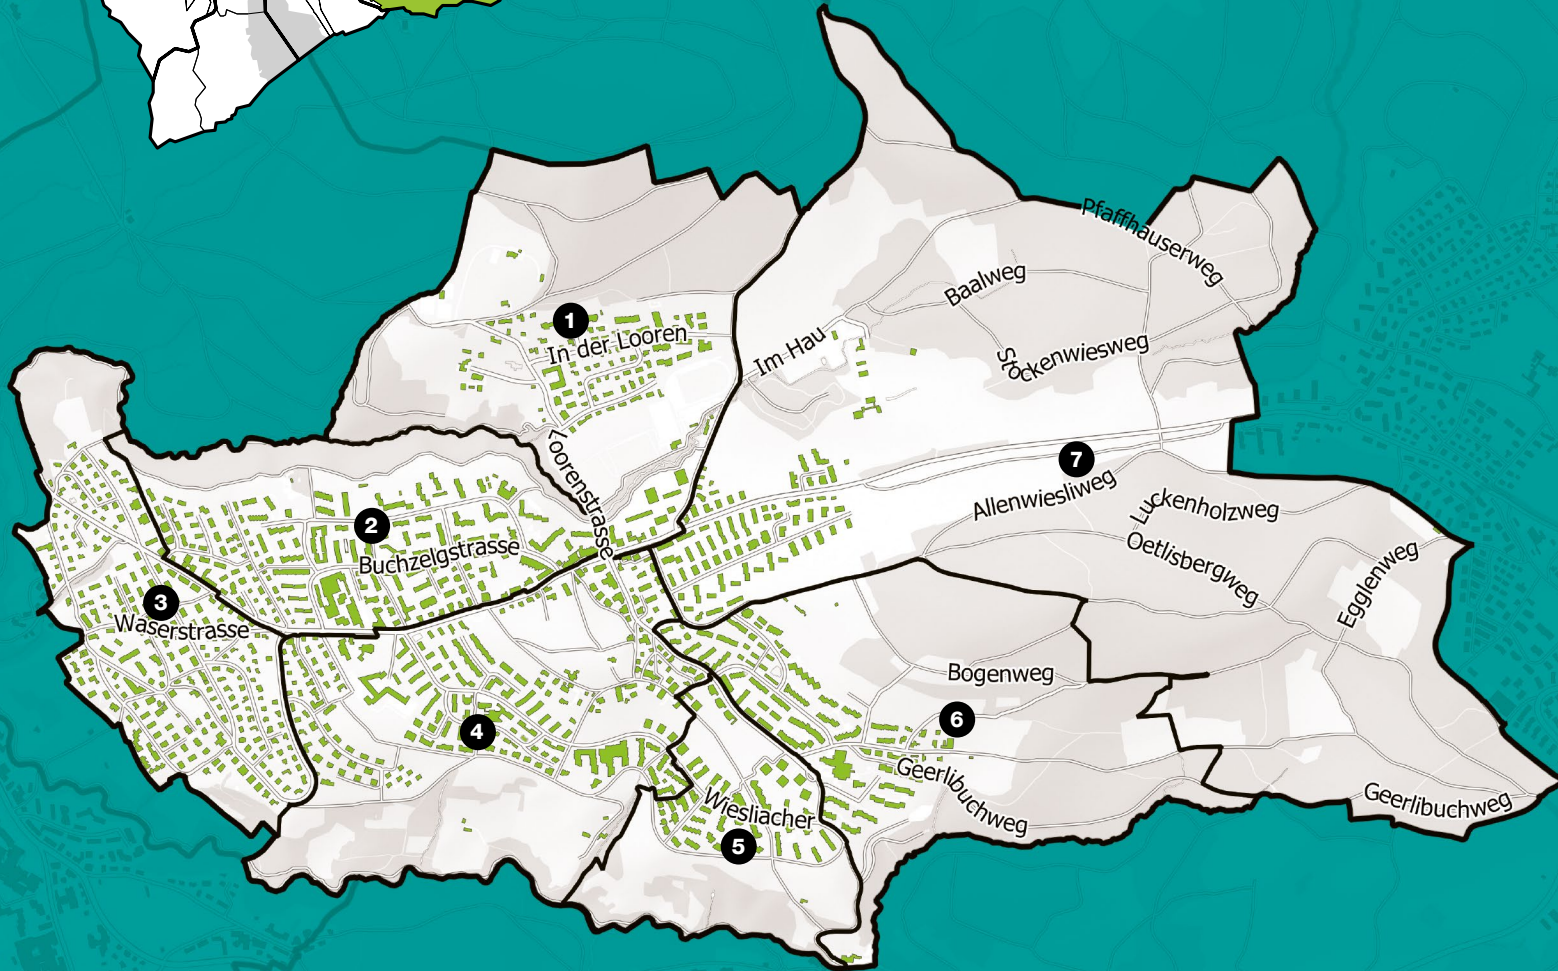 Pfaffhauserweg
Baalweg
1
In der Looren
Im Hau
Stockenwiesweg
7
Loorenstrasse
Allenwiesliweg
Luckenholzweg
2
Buchzelgstrasse
Oetlisbergweg
Egglenweg
3
Waserstrasse
Bogenweg
6
4
Geerlibuchweg
Wiesliacher
Geerlibuchweg
5